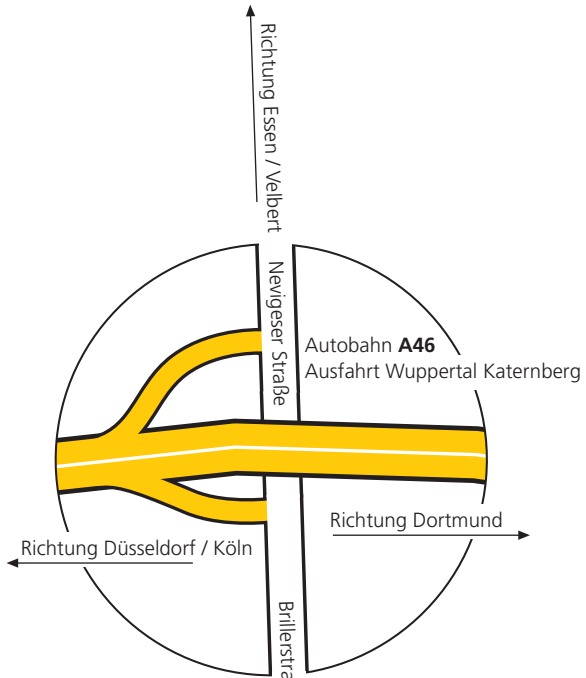 Richtung Essen / Velbert
Nevigeser Straße
Autobahn A46
Ausfahrt Wuppertal Katernberg
Richtung Dortmund
Richtung Düsseldorf / Köln
Brillerstra